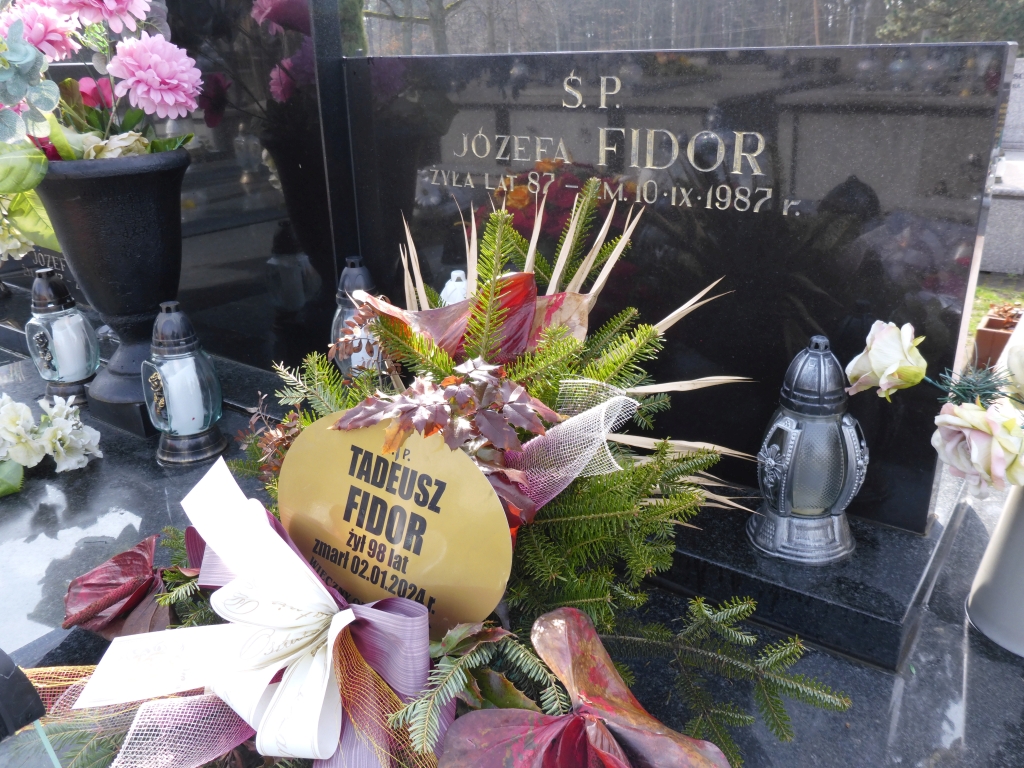 Ś. P.
JÓZEFA FIDOR
ŻYŁA LAT 87 – ZM. 10·IX·1987 r.
Ś.P.
TADEUSZ
FIDOR
żył 98 lat
zmarł 02.01.2024 r.